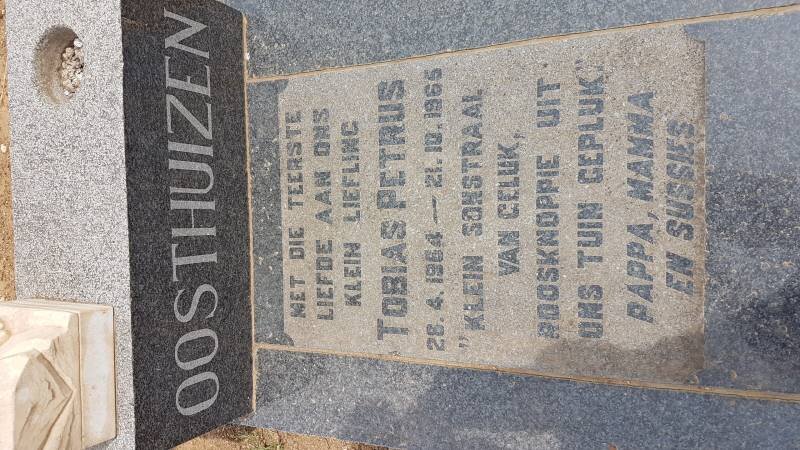 OOSTHUIZEN
MET DIE TEERSTE
LIEFDE AAN ONS
KLEIN LIEFLING
TOBIAS PETRUS
28.4.1964 — 21.10.1965
"KLEIN SONSTRAAL
VAN GELUK,
ROOSKNOPPIE UIT
ONS TUIN GEPLUK."
PAPPA, MAMMA
EN SUSSIES